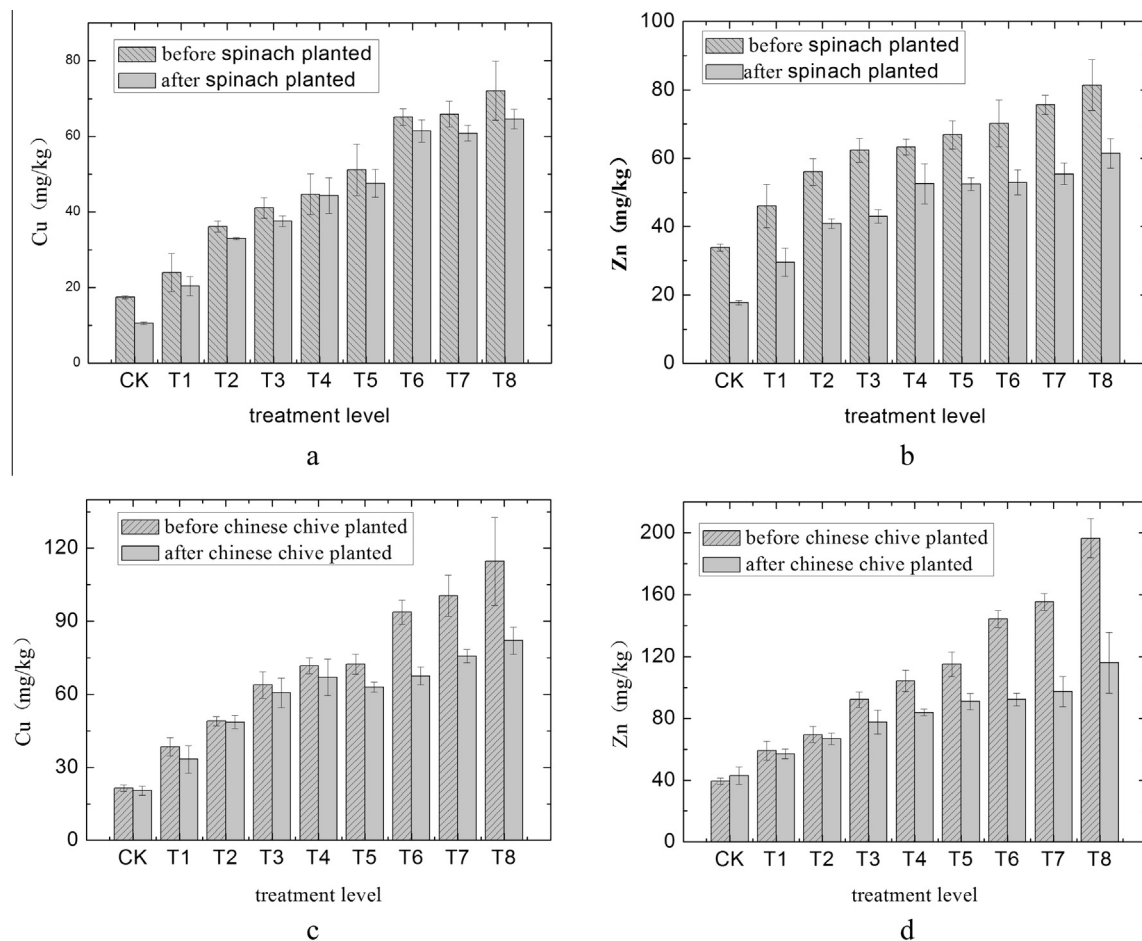 before spinach planted
after spinach planted
Cu (mg/kg)
80
60
40
20
0
CK T1 T2 T3 T4 T5 T6 T7 T8
treatment level
a
before spinach planted
after spinach planted
Zn (mg/kg)
100
80
60
40
20
0
CK T1 T2 T3 T4 T5 T6 T7 T8
treatment level
b
before chinese chive planted
after chinese chive planted
Cu (mg/kg)
120
90
60
30
0
CK T1 T2 T3 T4 T5 T6 T7 T8
treatment level
c
before chinese chive planted
after chinese chive planted
Zn (mg/kg)
200
160
120
80
40
0
CK T1 T2 T3 T4 T5 T6 T7 T8
treatment level
d